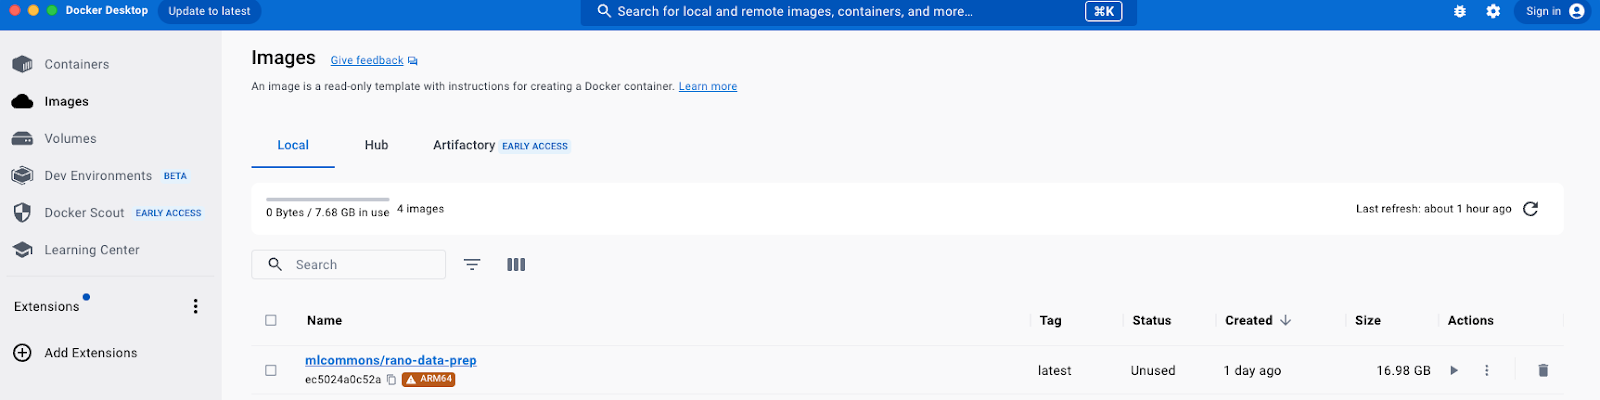 Docker Desktop Update to latest Search for local and remote images, containers, and more... ⌘K Sign in
Containers
Images
Volumes
Dev Environments BETA
Docker Scout EARLY ACCESS
Learning Center
Extensions
Add Extensions
Images Give feedback
An image is a read-only template with instructions for creating a Docker container. Learn more
Local Hub Artifactory EARLY ACCESS
0 Bytes / 7.68 GB in use 4 images Last refresh: about 1 hour ago
Search
Name Tag Status Created Size Actions
mlcommons/rano-data-prep
ec5024a0c52a ARM64
latest Unused 1 day ago 16.98 GB